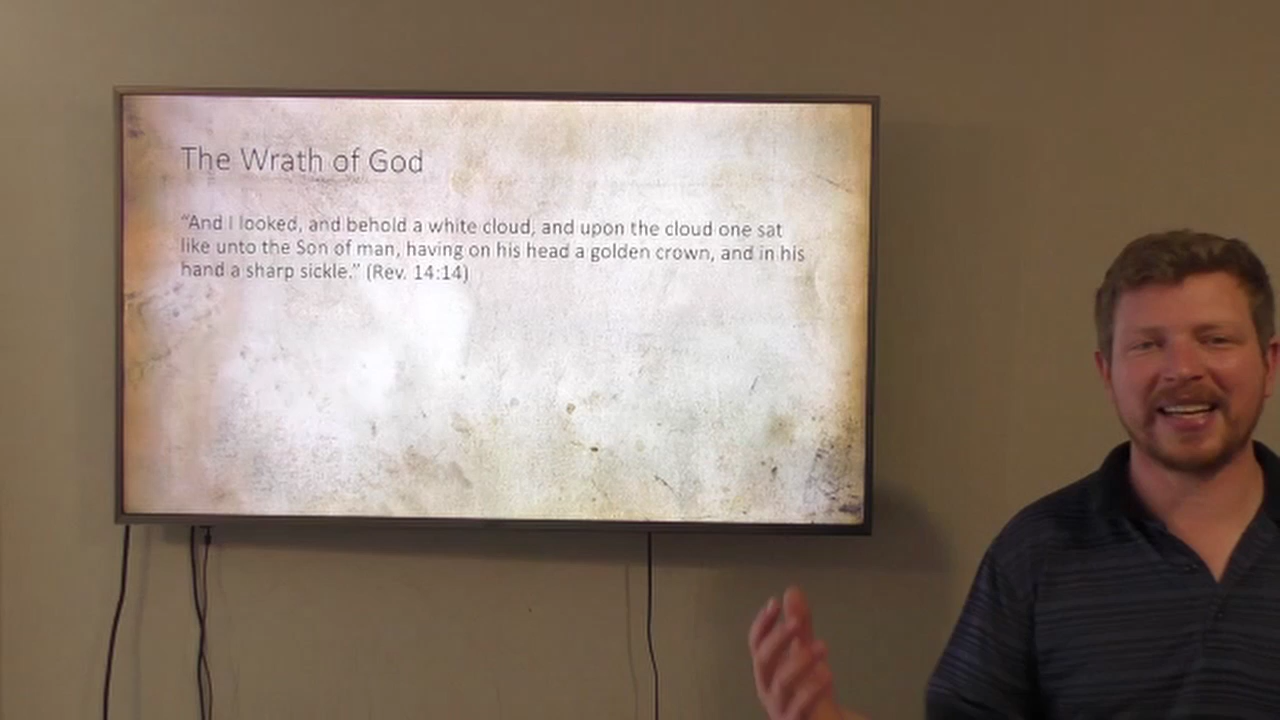 The Wrath of God
“And I looked, and behold a white cloud, and upon the cloud one sat
like unto the Son of man, having on his head a golden crown, and in his
hand a sharp sickle.” (Rev. 14:14)